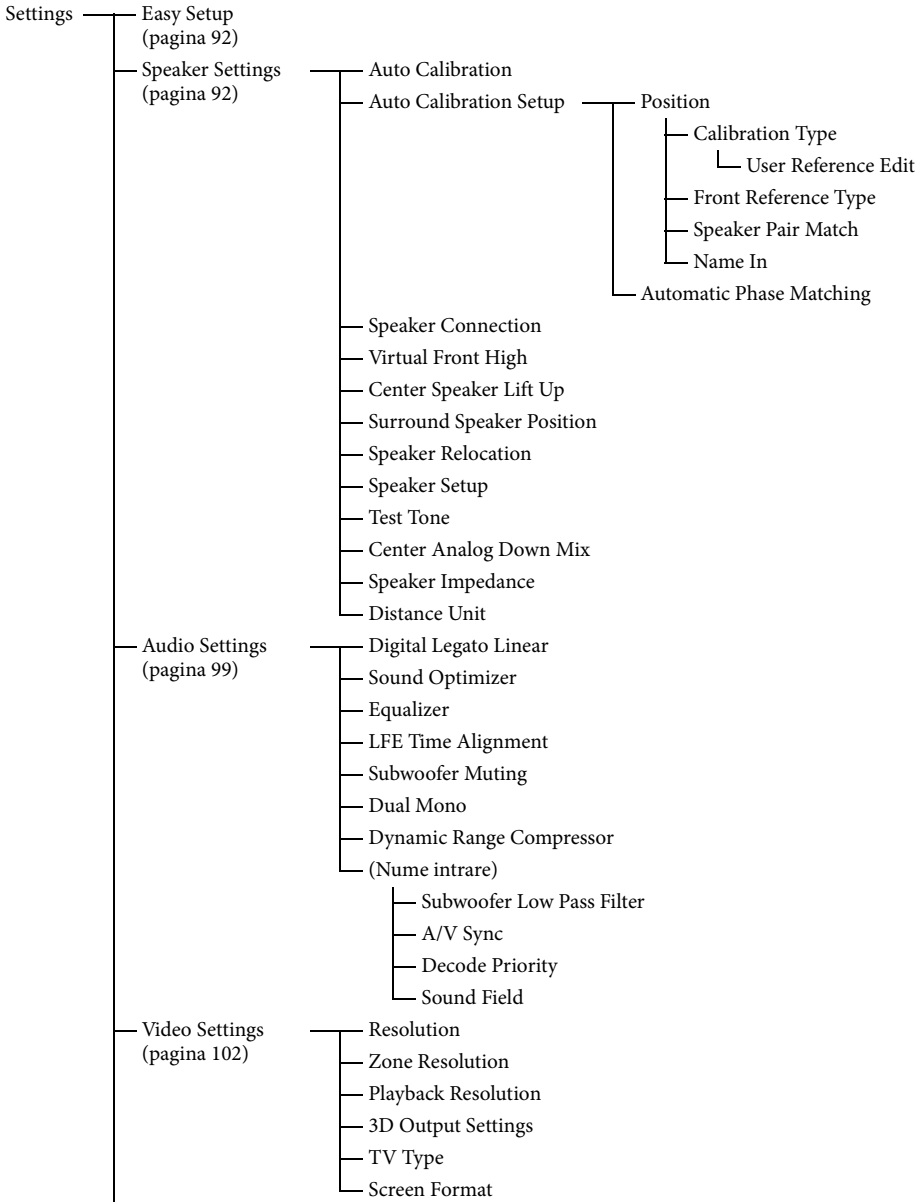 Settings
Easy Setup
(pagina 92)
Speaker Settings
(pagina 92)
Auto Calibration
Auto Calibration Setup
Position
Calibration Type
User Reference Edit
Front Reference Type
Speaker Pair Match
Name In
Automatic Phase Matching
Speaker Connection
Virtual Front High
Center Speaker Lift Up
Surround Speaker Position
Speaker Relocation
Speaker Setup
Test Tone
Center Analog Down Mix
Speaker Impedance
Distance Unit
Audio Settings
(pagina 99)
Digital Legato Linear
Sound Optimizer
Equalizer
LFE Time Alignment
Subwoofer Muting
Dual Mono
Dynamic Range Compressor
(Nume intrare)
Subwoofer Low Pass Filter
A/V Sync
Decode Priority
Sound Field
Video Settings
(pagina 102)
Resolution
Zone Resolution
Playback Resolution
3D Output Settings
TV Type
Screen Format